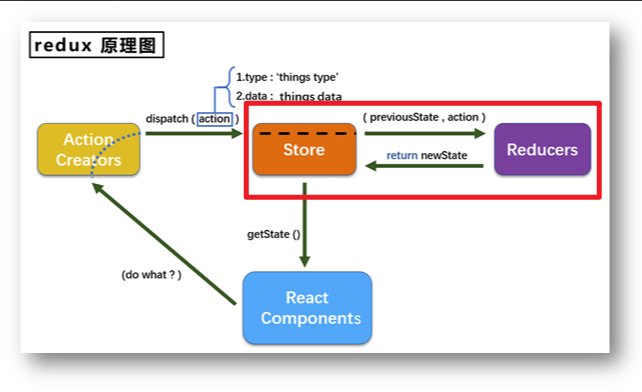 redux 原理图
1.type : ‘things type’
2.data : things data
dispatch ( action )
( previousState , action )
Action
Creators
Store
Reducers
return newState
getState ()
(do what ? )
React
Components